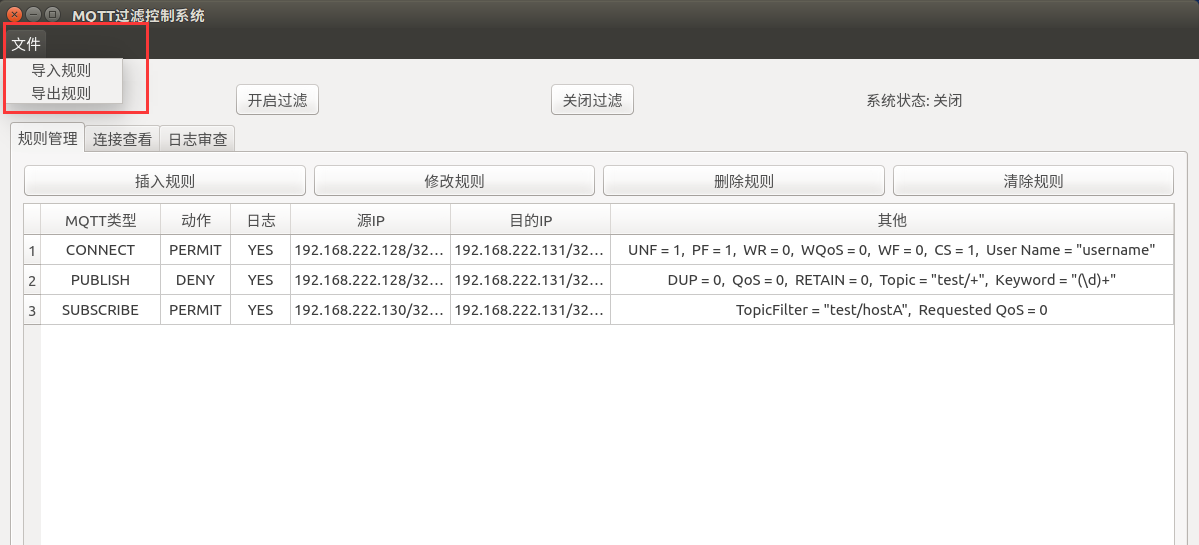 MQTT过滤控制系统
文件
导入规则
导出规则
开启过滤 关闭过滤 系统状态: 关闭
规则管理 连接查看 日志审查
插入规则 修改规则 删除规则 清除规则
MQTT类型 动作 日志 源IP 目的IP 其他
1 CONNECT PERMIT YES 192.168.222.128/32... 192.168.222.131/32... UNF = 1, PF = 1, WR = 0, WQoS = 0, WF = 0, CS = 1, User Name = "username"
2 PUBLISH DENY YES 192.168.222.128/32... 192.168.222.131/32... DUP = 0, QoS = 0, RETAIN = 0, Topic = "test/+", Keyword = "(\d)+"
3 SUBSCRIBE PERMIT YES 192.168.222.130/32... 192.168.222.131/32... TopicFilter = "test/hostA", Requested QoS = 0